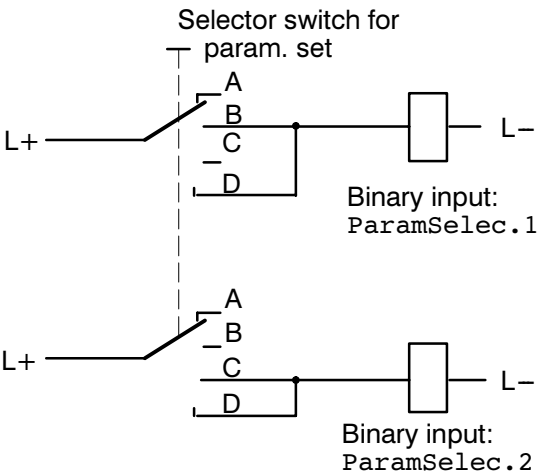 Selector switch for
param. set
A
B
L+
C
L−
D
Binary input:
ParamSelec.1
A
B
L+
C
L−
D
Binary input:
ParamSelec.2